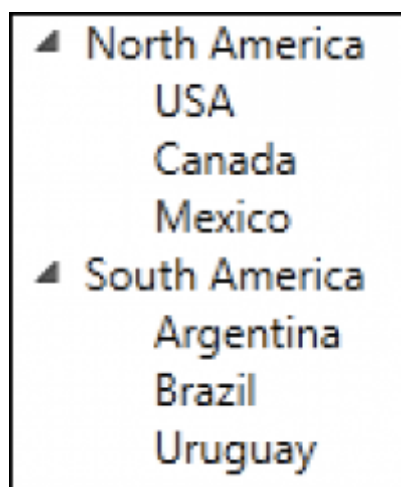 North America
USA
Canada
Mexico
South America
Argentina
Brazil
Uruguay